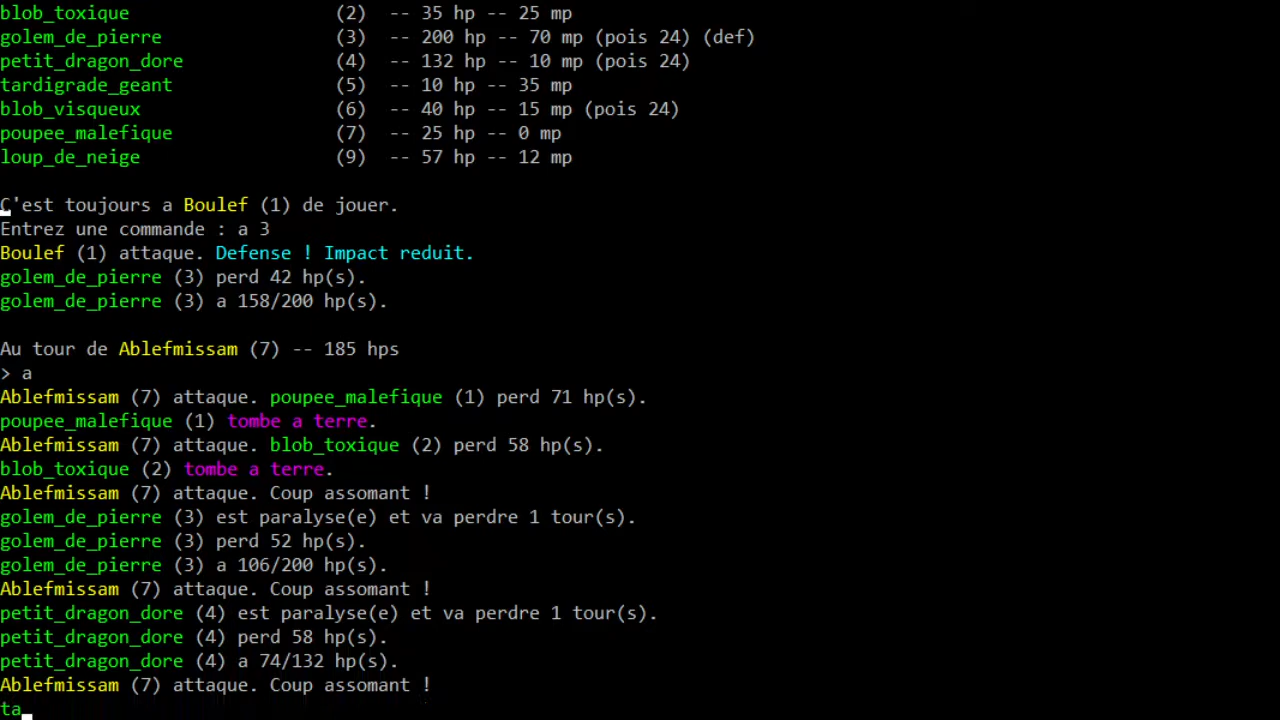 blob_toxique (2) -- 35 hp -- 25 mp
golem_de_pierre (3) -- 200 hp -- 70 mp (pois 24) (def)
petit_dragon_dore (4) -- 132 hp -- 10 mp (pois 24)
tardigrade_geant (5) -- 10 hp -- 35 mp
blob_visqueux (6) -- 40 hp -- 15 mp (pois 24)
poupee_malefique (7) -- 25 hp -- 0 mp
loup_de_neige (9) -- 57 hp -- 12 mp
C'est toujours a Boulef (1) de jouer.
Entrez une commande : a 3
Boulef (1) attaque. Defense ! Impact reduit.
golem_de_pierre (3) perd 42 hp(s).
golem_de_pierre (3) a 158/200 hp(s).
Au tour de Ablefmissam (7) -- 185 hps
> a
Ablefmissam (7) attaque. poupee_malefique (1) perd 71 hp(s).
poupee_malefique (1) tombe a terre.
Ablefmissam (7) attaque. blob_toxique (2) perd 58 hp(s).
blob_toxique (2) tombe a terre.
Ablefmissam (7) attaque. Coup assomant !
golem_de_pierre (3) est paralyse(e) et va perdre 1 tour(s).
golem_de_pierre (3) perd 52 hp(s).
golem_de_pierre (3) a 106/200 hp(s).
Ablefmissam (7) attaque. Coup assomant !
petit_dragon_dore (4) est paralyse(e) et va perdre 1 tour(s).
petit_dragon_dore (4) perd 58 hp(s).
petit_dragon_dore (4) a 74/132 hp(s).
Ablefmissam (7) attaque. Coup assomant !
ta